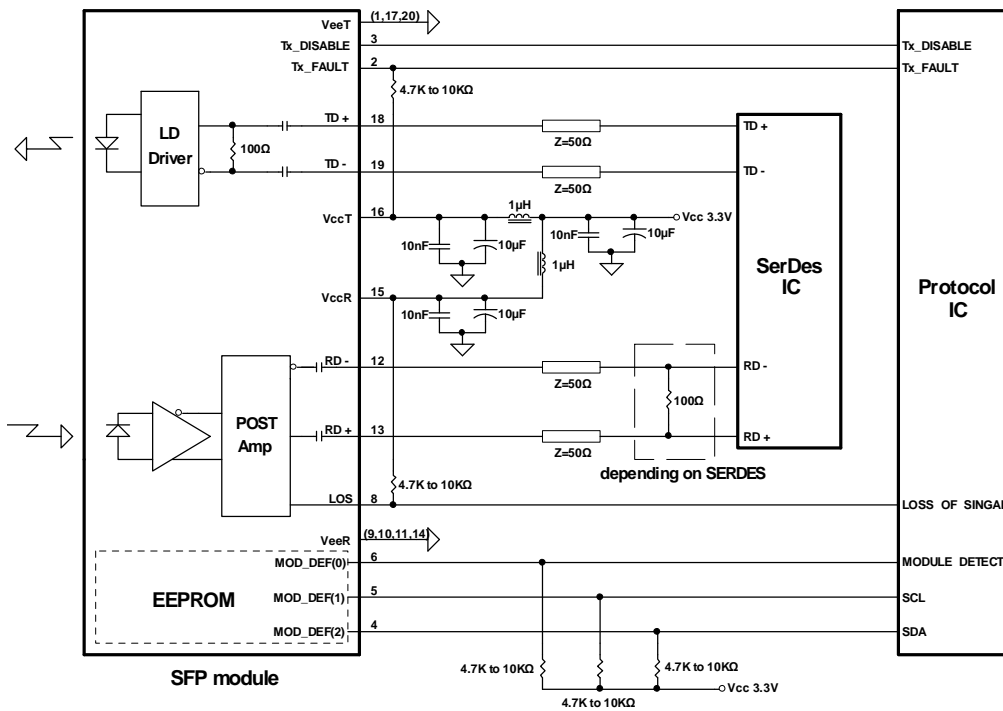 VeeT
(1,17,20)
Tx_DISABLE
3
Tx_DISABLE
Tx_FAULT
2
Tx_FAULT
4.7K to 10KΩ
LD
Driver
100Ω
TD +
18
Z=50Ω
TD +
TD -
19
Z=50Ω
TD -
1µH
VccT
16
Vcc 3.3V
10nF
10µF
10nF
10µF
1µH
SerDes
IC
Protocol
IC
VccR
15
10nF
10µF
RD -
12
Z=50Ω
RD -
POST
Amp
100Ω
RD +
13
Z=50Ω
RD +
depending on SERDES
4.7K to 10KΩ
LOS
8
LOSS OF SINGAL
VeeR
(9,10,11,14)
MOD_DEF(0)
6
MODULE DETECT
EEPROM
MOD_DEF(1)
5
SCL
MOD_DEF(2)
4
SDA
SFP module
4.7K to 10KΩ
4.7K to 10KΩ
4.7K to 10KΩ
Vcc 3.3V